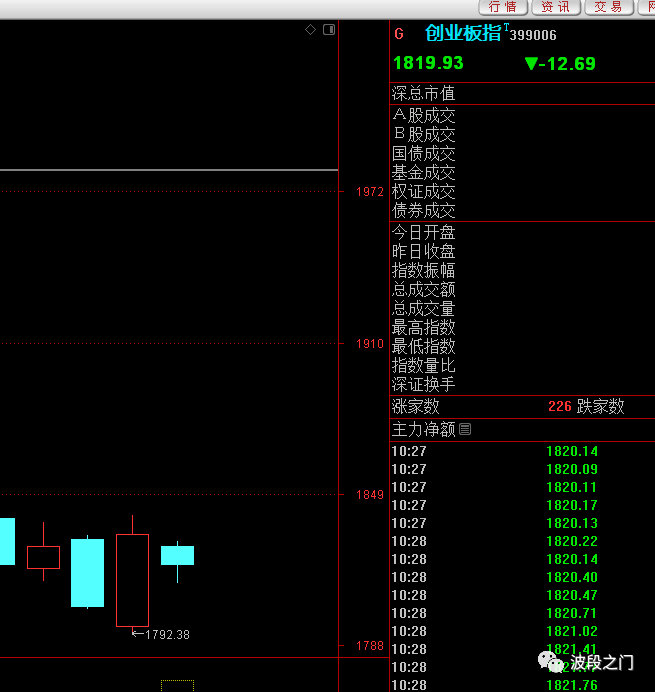 行情 资讯 交易
G 创业板指 T 399006
1819.93 ▼-12.69
深总市值
A股成交
B股成交
国债成交
基金成交
权证成交
债券成交
今日开盘
昨日收盘
指数振幅
总成交额
总成交量
最高指数
最低指数
指数量比
深证换手
涨家数 226 跌家数
主力净额
10:27 1820.14
10:27 1820.09
10:27 1820.11
10:27 1820.17
10:27 1820.13
10:28 1820.22
10:28 1820.14
10:28 1820.40
10:28 1820.47
10:28 1820.71
10:28 1821.02
10:28 1821.41
10:28
10:28 1821.76
1972
1910
1849
1788
←1792.38
波段之门